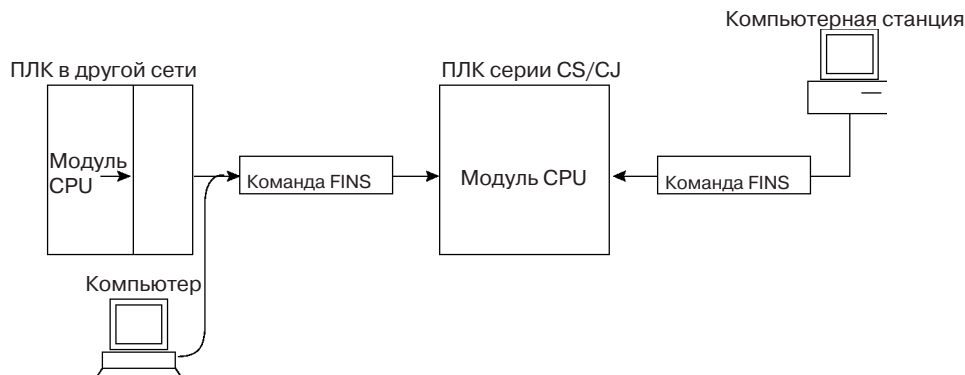 Компьютерная станция
ПЛК в другой сети
ПЛК серии CS/CJ
Модуль
CPU
Команда FINS
Модуль CPU
Команда FINS
Компьютер